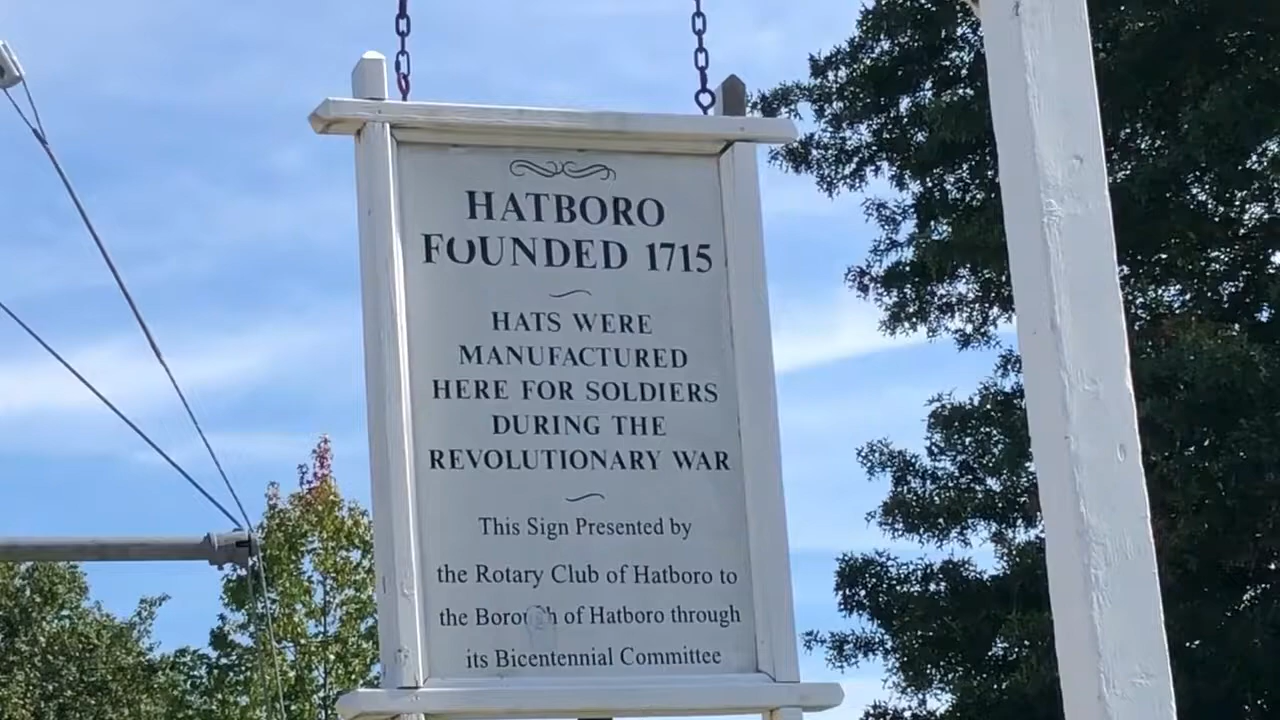 HATBORO
FOUNDED 1715
HATS WERE
MANUFACTURED
HERE FOR SOLDIERS
DURING THE
REVOLUTIONARY WAR
This Sign Presented by
the Rotary Club of Hatboro to
the Borough of Hatboro through
its Bicentennial Committee